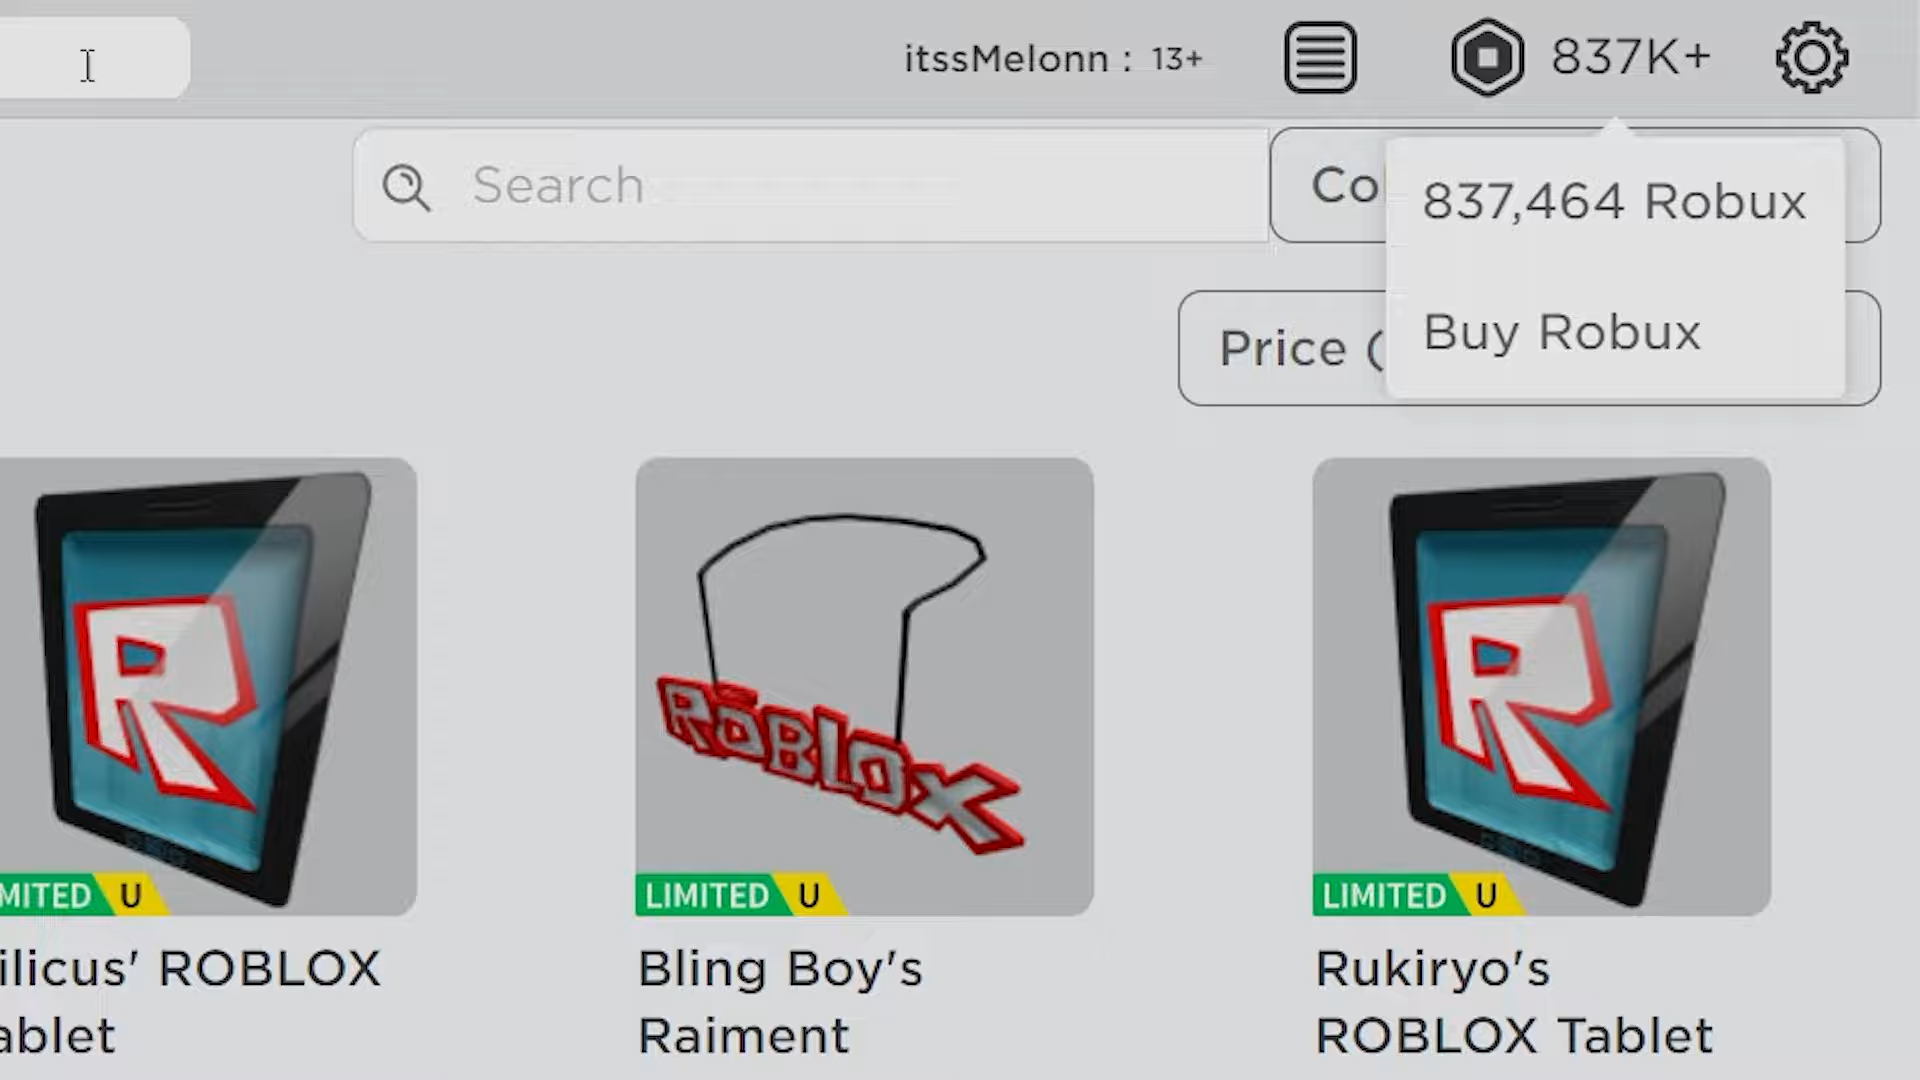 itssMelonn : 13+
837K+
Search
Co
837,464 Robux
Price (
Buy Robux
R
ROBLOX
R
MITED U
LIMITED U
LIMITED U
ilicus' ROBLOX
ablet
Bling Boy's
Raiment
Rukiryo's
ROBLOX Tablet